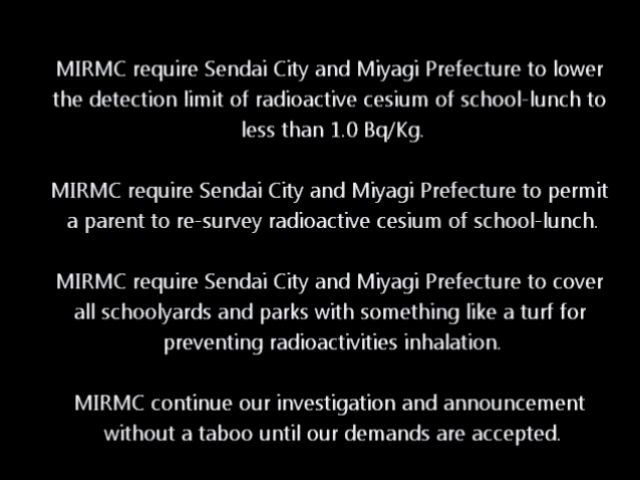 MIRMC require Sendai City and Miyagi Prefecture to lower
the detection limit of radioactive cesium of school-lunch to
less than 1.0 Bq/Kg.
MIRMC require Sendai City and Miyagi Prefecture to permit
a parent to re-survey radioactive cesium of school-lunch.
MIRMC require Sendai City and Miyagi Prefecture to cover
all schoolyards and parks with something like a turf for
preventing radioactivities inhalation.
MIRMC continue our investigation and announcement
without a taboo until our demands are accepted.